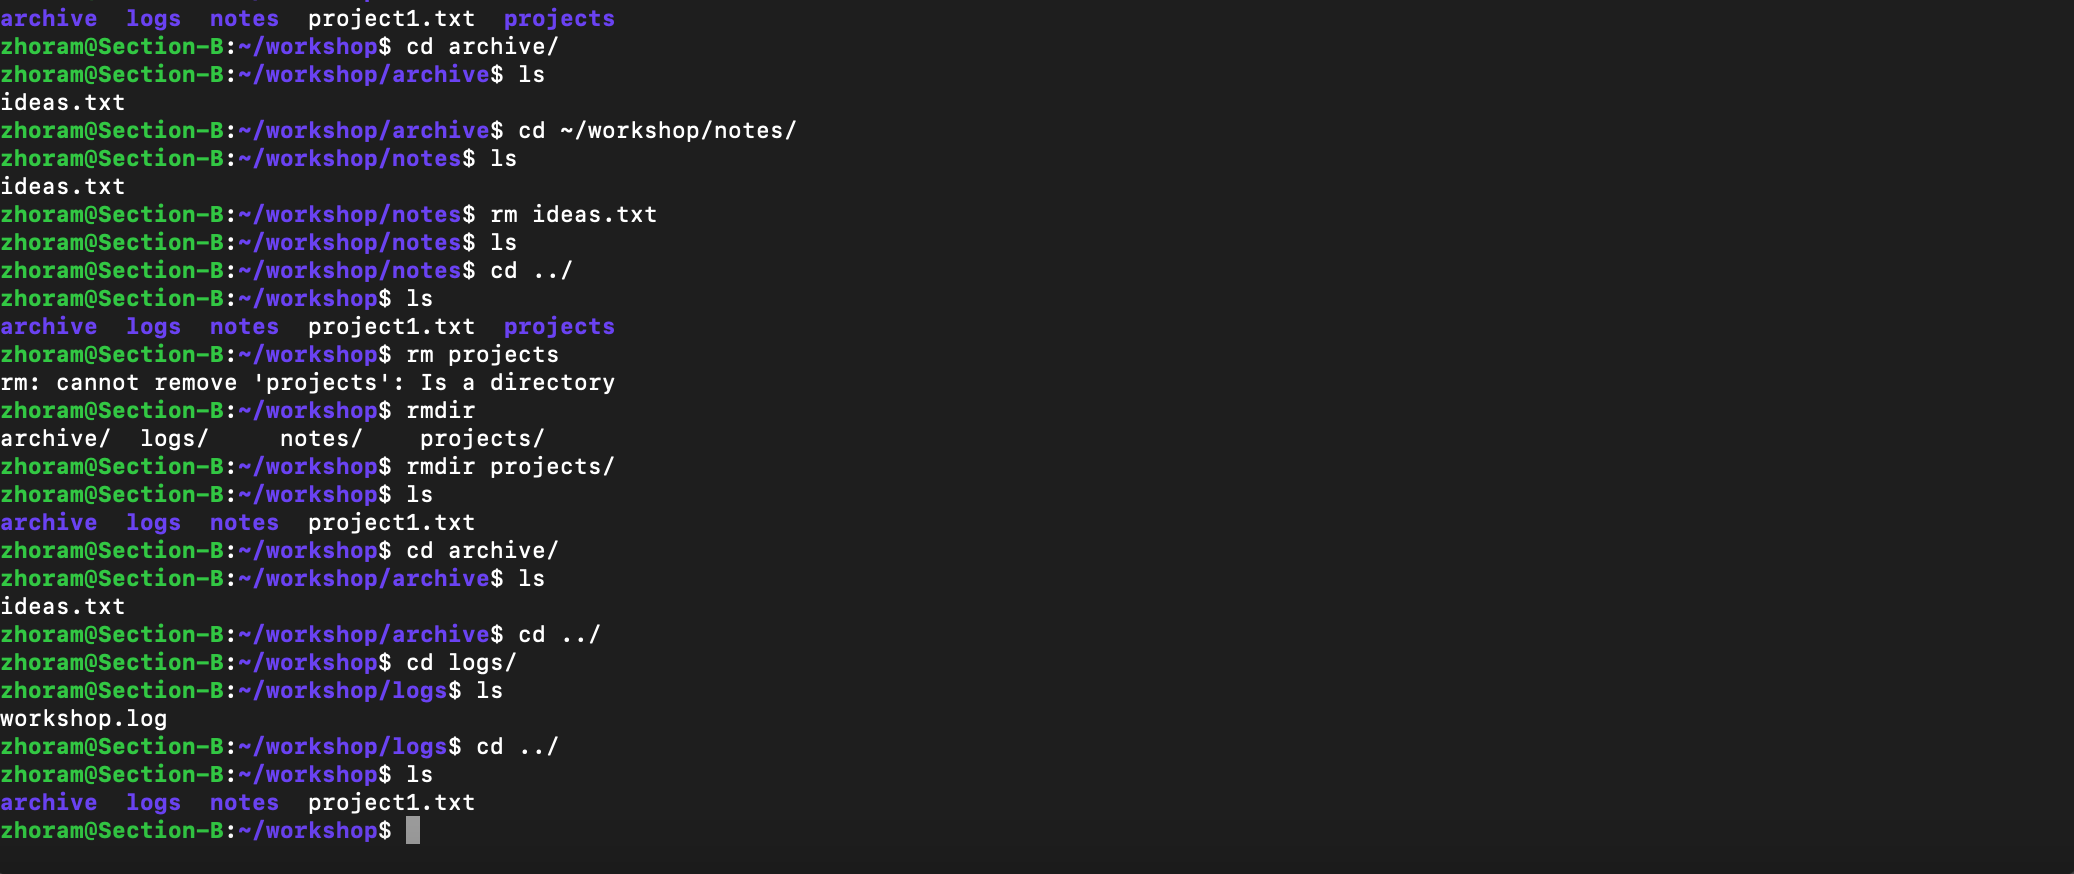 archive  logs  notes  project1.txt  projects
zhoram@Section-B:~/workshop$ cd archive/
zhoram@Section-B:~/workshop/archive$ ls
ideas.txt
zhoram@Section-B:~/workshop/archive$ cd ~/workshop/notes/
zhoram@Section-B:~/workshop/notes$ ls
ideas.txt
zhoram@Section-B:~/workshop/notes$ rm ideas.txt
zhoram@Section-B:~/workshop/notes$ ls
zhoram@Section-B:~/workshop/notes$ cd ../
zhoram@Section-B:~/workshop$ ls
archive  logs  notes  project1.txt  projects
zhoram@Section-B:~/workshop$ rm projects
rm: cannot remove 'projects': Is a directory
zhoram@Section-B:~/workshop$ rmdir
archive/  logs/     notes/    projects/
zhoram@Section-B:~/workshop$ rmdir projects/
zhoram@Section-B:~/workshop$ ls
archive  logs  notes  project1.txt
zhoram@Section-B:~/workshop$ cd archive/
zhoram@Section-B:~/workshop/archive$ ls
ideas.txt
zhoram@Section-B:~/workshop/archive$ cd ../
zhoram@Section-B:~/workshop$ cd logs/
zhoram@Section-B:~/workshop/logs$ ls
workshop.log
zhoram@Section-B:~/workshop/logs$ cd ../
zhoram@Section-B:~/workshop$ ls
archive  logs  notes  project1.txt
zhoram@Section-B:~/workshop$